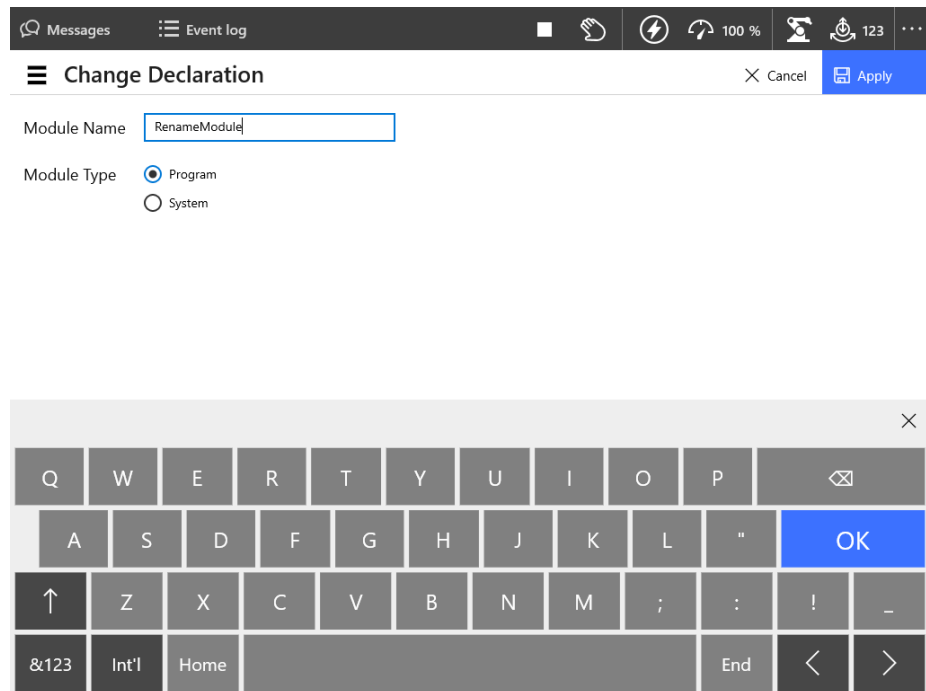 Messages Event log 100 % 123 ...
Change Declaration Cancel Apply
Module Name RenameModule
Module Type Program
System
Q W E R T Y U I O P
A S D F G H J K L " OK
Z X C V B N M ; : ! _
&123 Int'l Home End < >